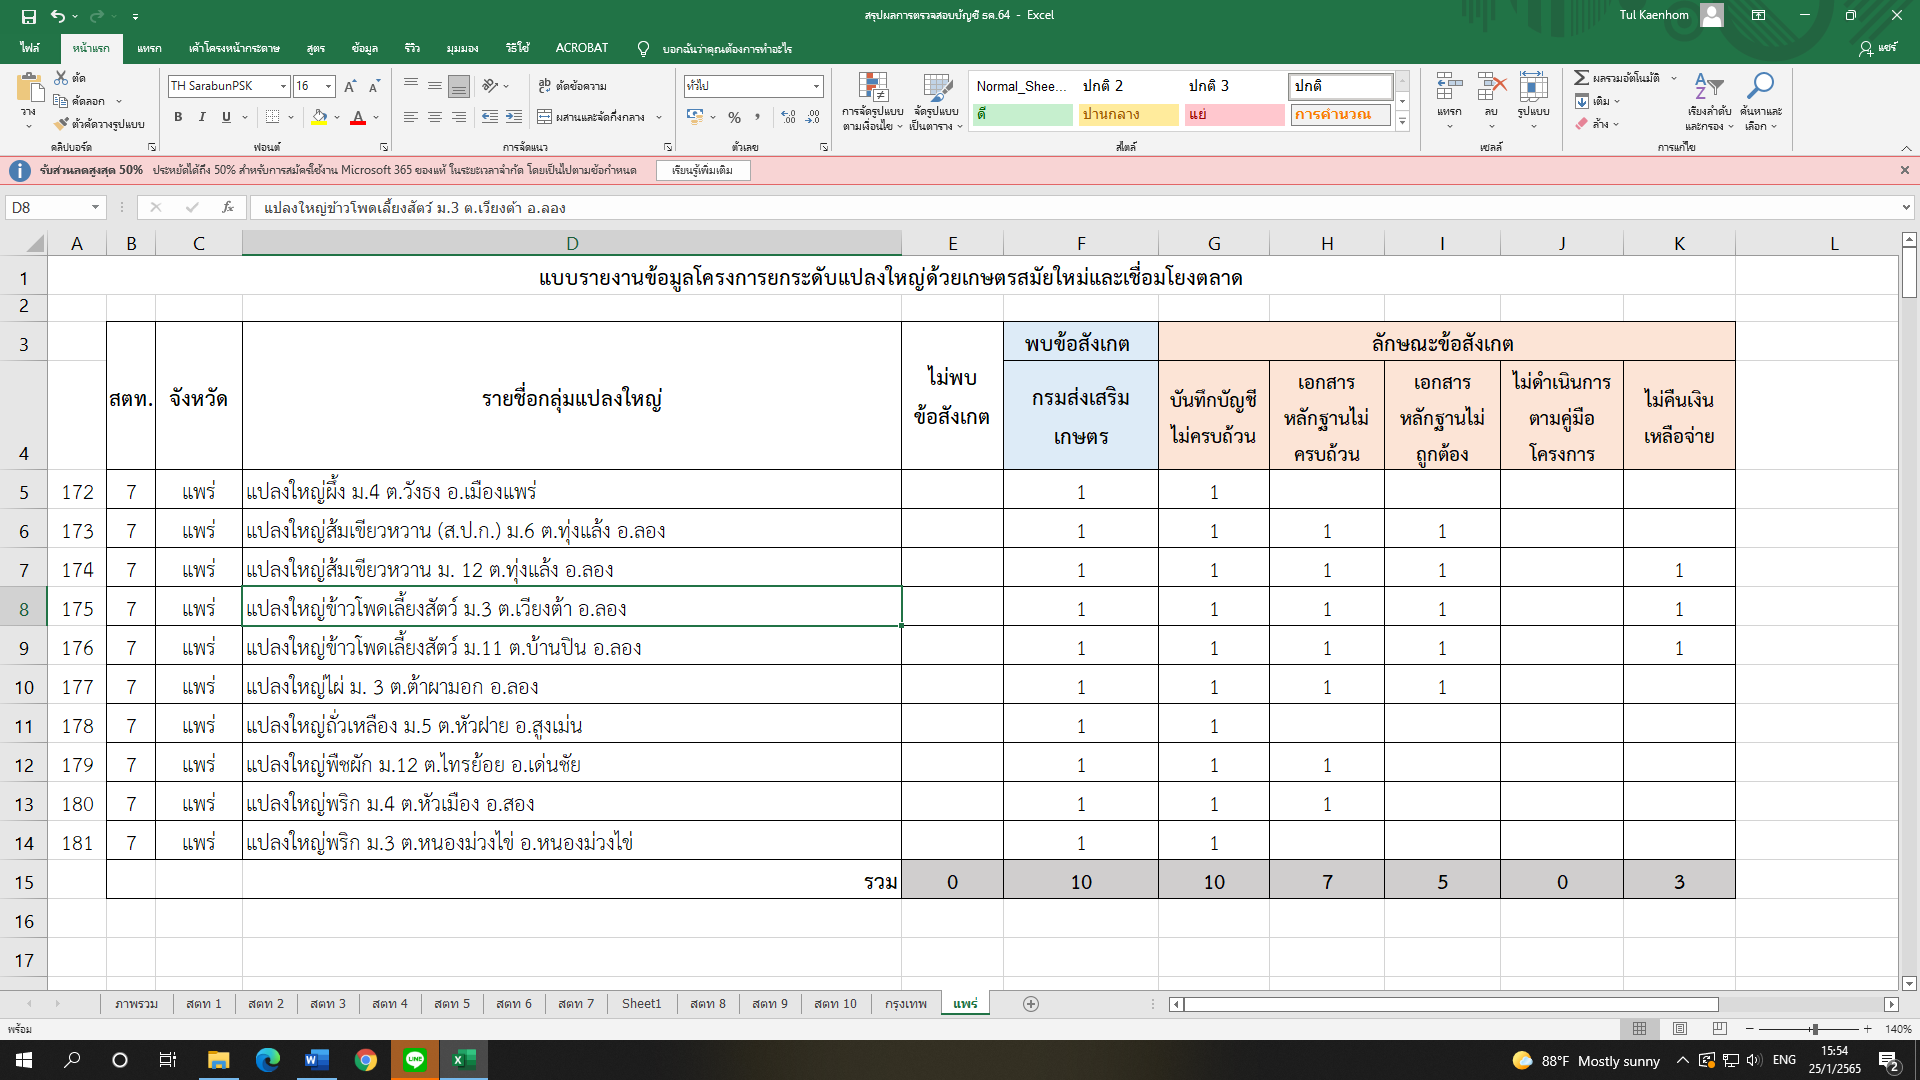 สรุปผลการตรวจสอบบัญชี ธค.64 - Excel
Tul Kaenhom
ไฟล์ หน้าแรก แทรก เค้าโครงหน้ากระดาษ สูตร ข้อมูล รีวิว มุมมอง วิธีใช้ ACROBAT บอกฉันว่าคุณต้องการทำอะไร แชร์
วาง ตัด คัดลอก ตัวคัดวางรูปแบบ คลิปบอร์ด
TH SarabunPSK 16 B I U ฟอนต์
ตัดข้อความ ผสานและจัดกึ่งกลาง การจัดแนว
ทั่วไป % ตัวเลข
การจัดรูปแบบตามเงื่อนไข จัดรูปแบบเป็นตาราง
Normal_Shee... ปกติ 2 ปกติ 3 ปกติ
ดี ปานกลาง แย่ การคำนวณ
สไตล์
แทรก ลบ รูปแบบ เซลล์
ผลรวมอัตโนมัติ เติม ล้าง เรียงลำดับและกรอง ค้นหาและเลือก การแก้ไข
รับส่วนลดสูงสุด 50% ประหยัดได้ถึง 50% สำหรับการสมัครใช้งาน Microsoft 365 ของแท้ ในระยะเวลาจำกัด โดยเป็นไปตามข้อกำหนด เรียนรู้เพิ่มเติม
D8 fx แปลงใหญ่ข้าวโพดเลี้ยงสัตว์ ม.3 ต.เวียงต้า อ.ลอง
A B C D E F G H I J K L
1 แบบรายงานข้อมูลโครงการยกระดับแปลงใหญ่ด้วยเกษตรสมัยใหม่และเชื่อมโยงตลาด
2
3 พบข้อสังเกต ลักษณะข้อสังเกต
4 สตท. จังหวัด รายชื่อกลุ่มแปลงใหญ่ ไม่พบข้อสังเกต กรมส่งเสริมเกษตร บันทึกบัญชีไม่ครบถ้วน เอกสารหลักฐานไม่ครบถ้วน เอกสารหลักฐานไม่ถูกต้อง ไม่ดำเนินการตามคู่มือโครงการ ไม่คืนเงินเหลือจ่าย
5 172 7 แพร่ แปลงใหญ่ผึ้ง ม.4 ต.วังธง อ.เมืองแพร่ 1 1
6 173 7 แพร่ แปลงใหญ่ส้มเขียวหวาน (ส.ป.ก.) ม.6 ต.ทุ่งแล้ง อ.ลอง 1 1 1 1
7 174 7 แพร่ แปลงใหญ่ส้มเขียวหวาน ม. 12 ต.ทุ่งแล้ง อ.ลอง 1 1 1 1 1
8 175 7 แพร่ แปลงใหญ่ข้าวโพดเลี้ยงสัตว์ ม.3 ต.เวียงต้า อ.ลอง 1 1 1 1 1
9 176 7 แพร่ แปลงใหญ่ข้าวโพดเลี้ยงสัตว์ ม.11 ต.บ้านปิน อ.ลอง 1 1 1 1 1
10 177 7 แพร่ แปลงใหญ่ไผ่ ม. 3 ต.ต้าผามอก อ.ลอง 1 1 1 1
11 178 7 แพร่ แปลงใหญ่ถั่วเหลือง ม.5 ต.หัวฝาย อ.สูงเม่น 1 1
12 179 7 แพร่ แปลงใหญ่พืชผัก ม.12 ต.ไทรย้อย อ.เด่นชัย 1 1 1
13 180 7 แพร่ แปลงใหญ่พริก ม.4 ต.หัวเมือง อ.สอง 1 1 1
14 181 7 แพร่ แปลงใหญ่พริก ม.3 ต.หนองม่วงไข่ อ.หนองม่วงไข่ 1 1
15 รวม 0 10 10 7 5 0 3
16
17
ภาพรวม สตท 1 สตท 2 สตท 3 สตท 4 สตท 5 สตท 6 สตท 7 Sheet1 สตท 8 สตท 9 สตท 10 กรุงเทพ แพร่
พร้อม 140%
88°F Mostly sunny ENG 15:54
25/1/2565 2